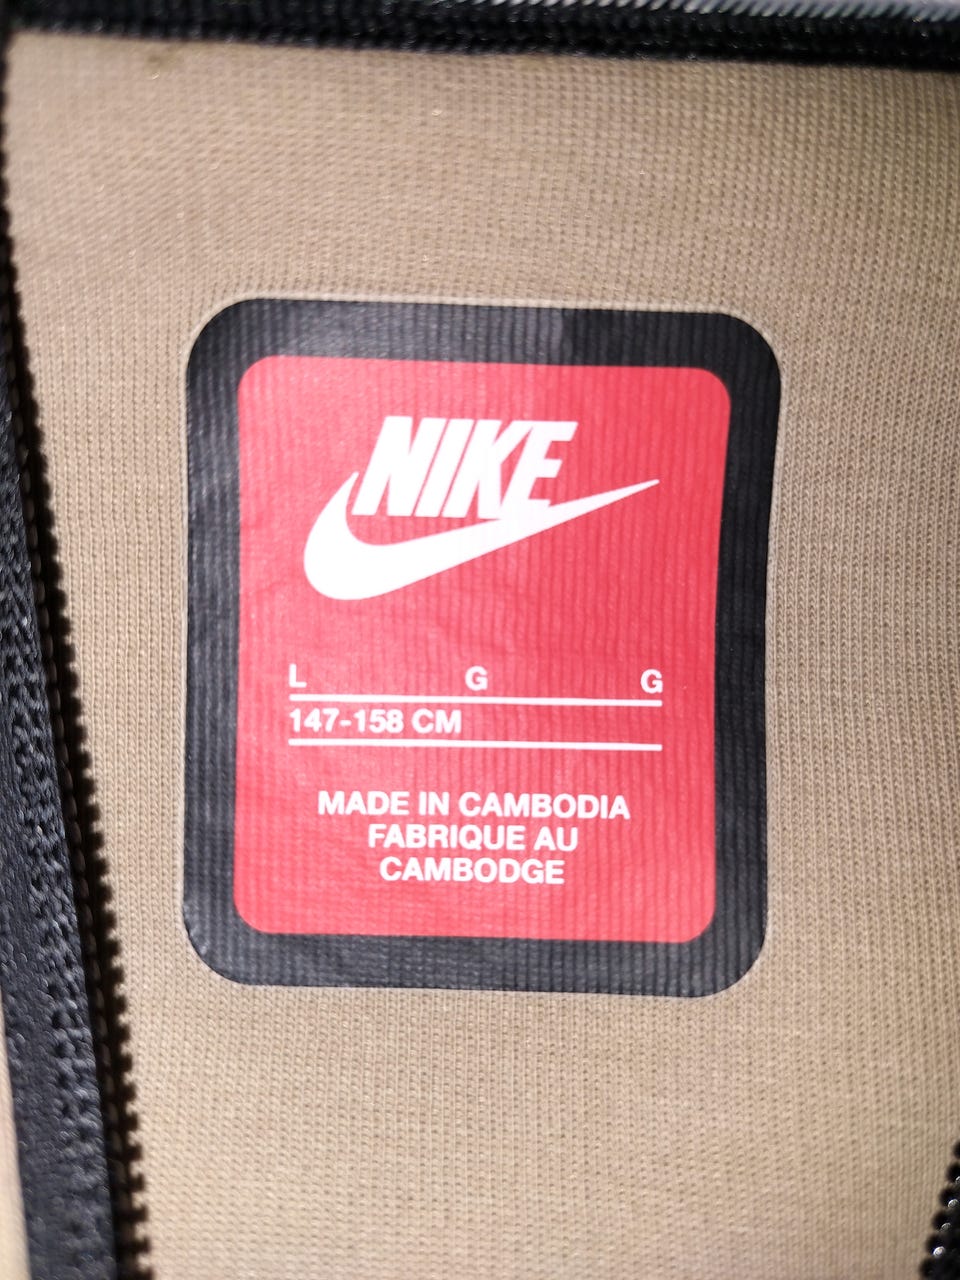 NIKE
L G G
147-158 CM
MADE IN CAMBODIA
FABRIQUE AU
CAMBODGE